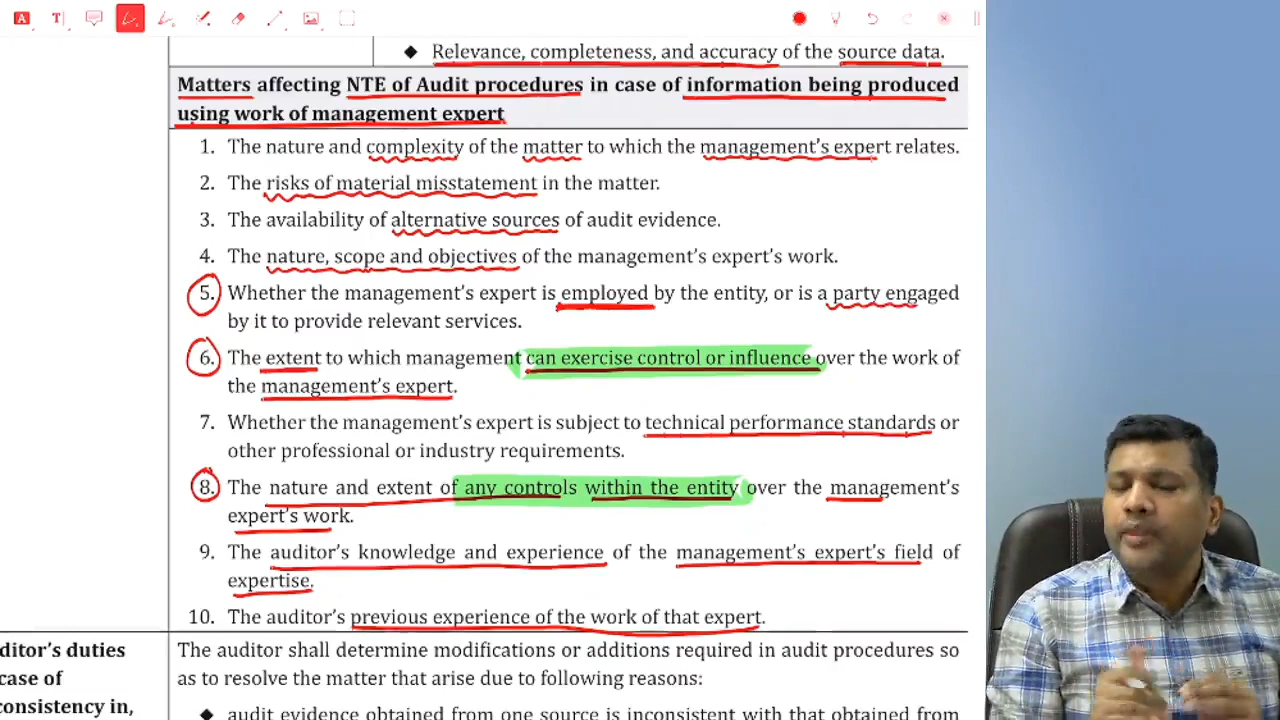 ◆ Relevance, completeness, and accuracy of the source data.
Matters affecting NTE of Audit procedures in case of information being produced
using work of management expert
1. The nature and complexity of the matter to which the management's expert relates.
2. The risks of material misstatement in the matter.
3. The availability of alternative sources of audit evidence.
4. The nature, scope and objectives of the management's expert's work.
5. Whether the management's expert is employed by the entity, or is a party engaged
by it to provide relevant services.
6. The extent to which management can exercise control or influence over the work of
the management's expert.
7. Whether the management's expert is subject to technical performance standards or
other professional or industry requirements.
8. The nature and extent of any controls within the entity over the management's
expert's work.
9. The auditor's knowledge and experience of the management's expert's field of
expertise.
10. The auditor's previous experience of the work of that expert.
ditor's duties
case of
consistency in,
The auditor shall determine modifications or additions required in audit procedures so
as to resolve the matter that arise due to following reasons:
◆ audit evidence obtained from one source is inconsistent with that obtained from